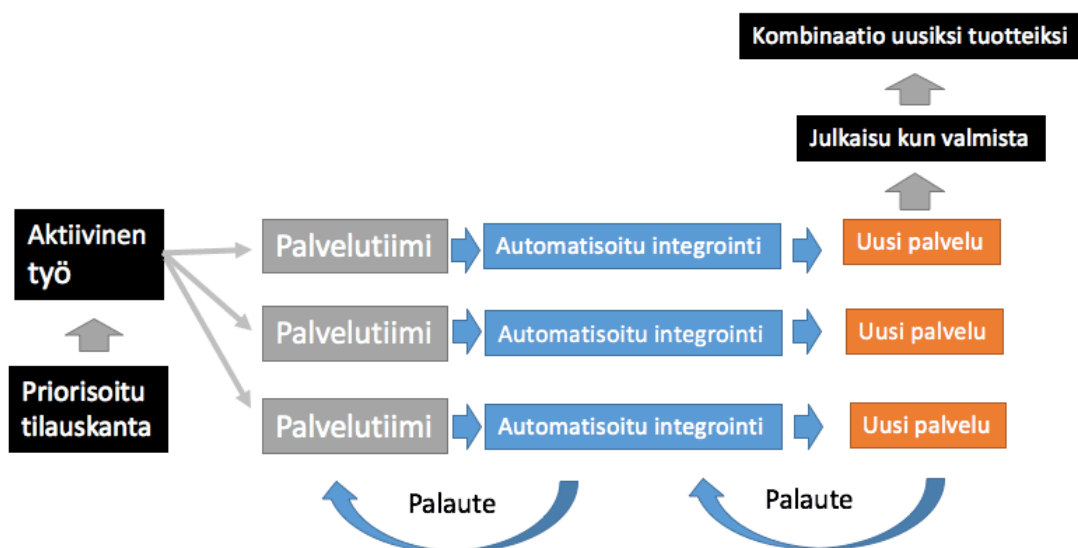 Kombinaatio uusiksi tuotteiksi
Julkaisu kun valmista
Aktiivinen
työ
Palvelutiimi
Automatisoitu integrointi
Uusi palvelu
Palvelutiimi
Automatisoitu integrointi
Uusi palvelu
Priorisoitu
tilauskanta
Palvelutiimi
Automatisoitu integrointi
Uusi palvelu
Palaute
Palaute